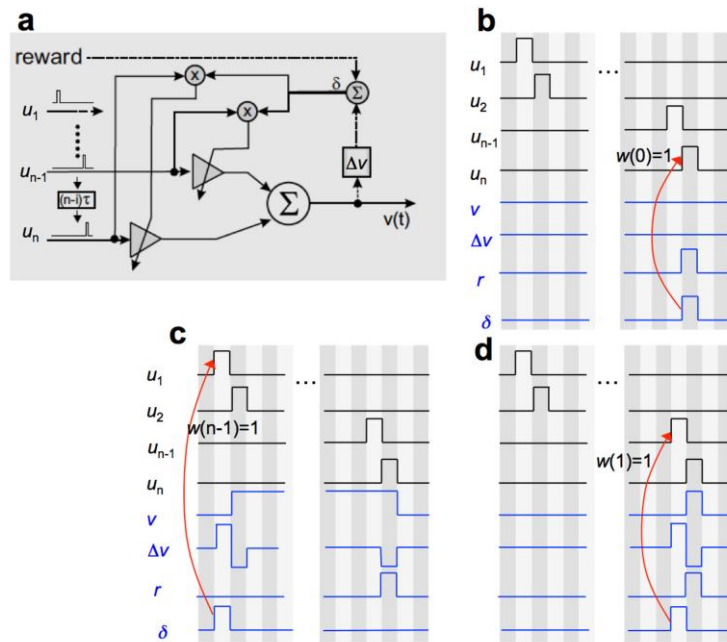 a
reward
u1
un-1
(n-i)τ
un
x
x
δ
Σ
Δv
Σ
v(t)
b
u1
...
u2
un-1
w(0)=1
un
v
Δv
r
δ
c
u1
...
u2
w(n-1)=1
un-1
un
v
Δv
r
δ
d
...
w(1)=1